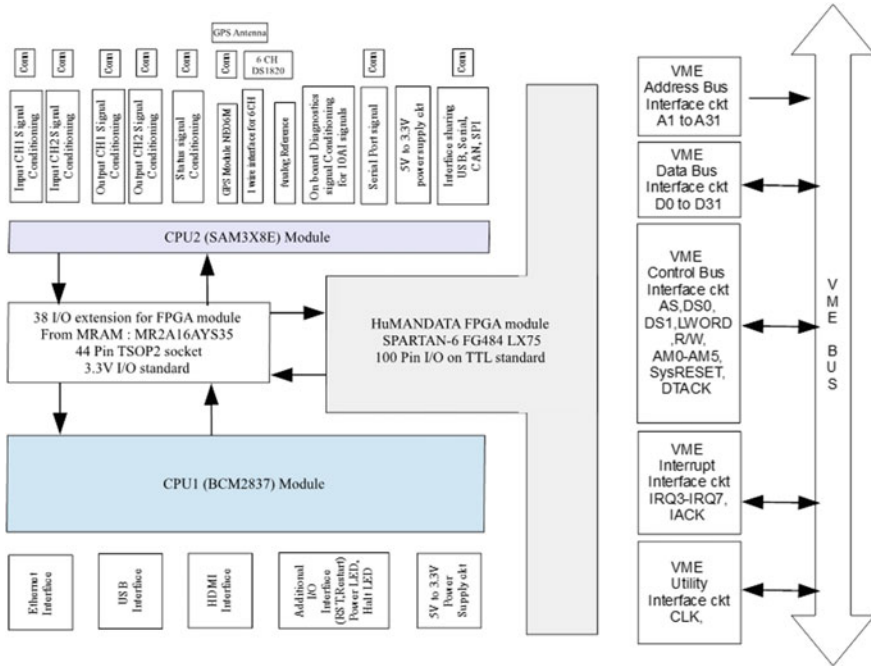 GPS Antenna
Conn
Conn
Conn
Conn
Conn
Conn
6 CH
DS1820
Conn
Conn
Input CH1 Signal
Conditioning
Input CH2 Signal
Conditioning
Output CH1 Signal
Conditioning
Output CH2 Signal
Conditioning
Status signal
Conditioning
GPS Module NEO6M
1 wire interface for 6CH
Analog Reference
On board Diagnostics
signal Conditioning
for 10AI signals
Serial Port signal
5V to 3.3V
power supply ckt
Interface sharing
USB, Serial,
CAN, SPI
CPU2 (SAM3X8E) Module
38 I/O extension for FPGA module
From MRAM : MR2A16AYS35
44 Pin TSOP2 socket
3.3V I/O standard
HuMANDATA FPGA module
SPARTAN-6 FG484 LX75
100 Pin I/O on TTL standard
CPU1 (BCM2837) Module
Ethernet
Interface
USB
Interface
HDMI
Interface
Additional
I/O
Interface
(RST,Restart)
Power LED,
Halt LED
5V to 3.3V
Power
Supply ckt
VME
Address Bus
Interface ckt
A1 to A31
VME
Data Bus
Interface ckt
D0 to D31
VME
Control Bus
Interface ckt
AS,DS0,
DS1,LWORD
,R/W,
AM0-AM5,
SysRESET,
DTACK
VME
Interrupt
Interface ckt
IRQ3-IRQ7,
IACK
VME
Utility
Interface ckt
CLK,
VME BUS